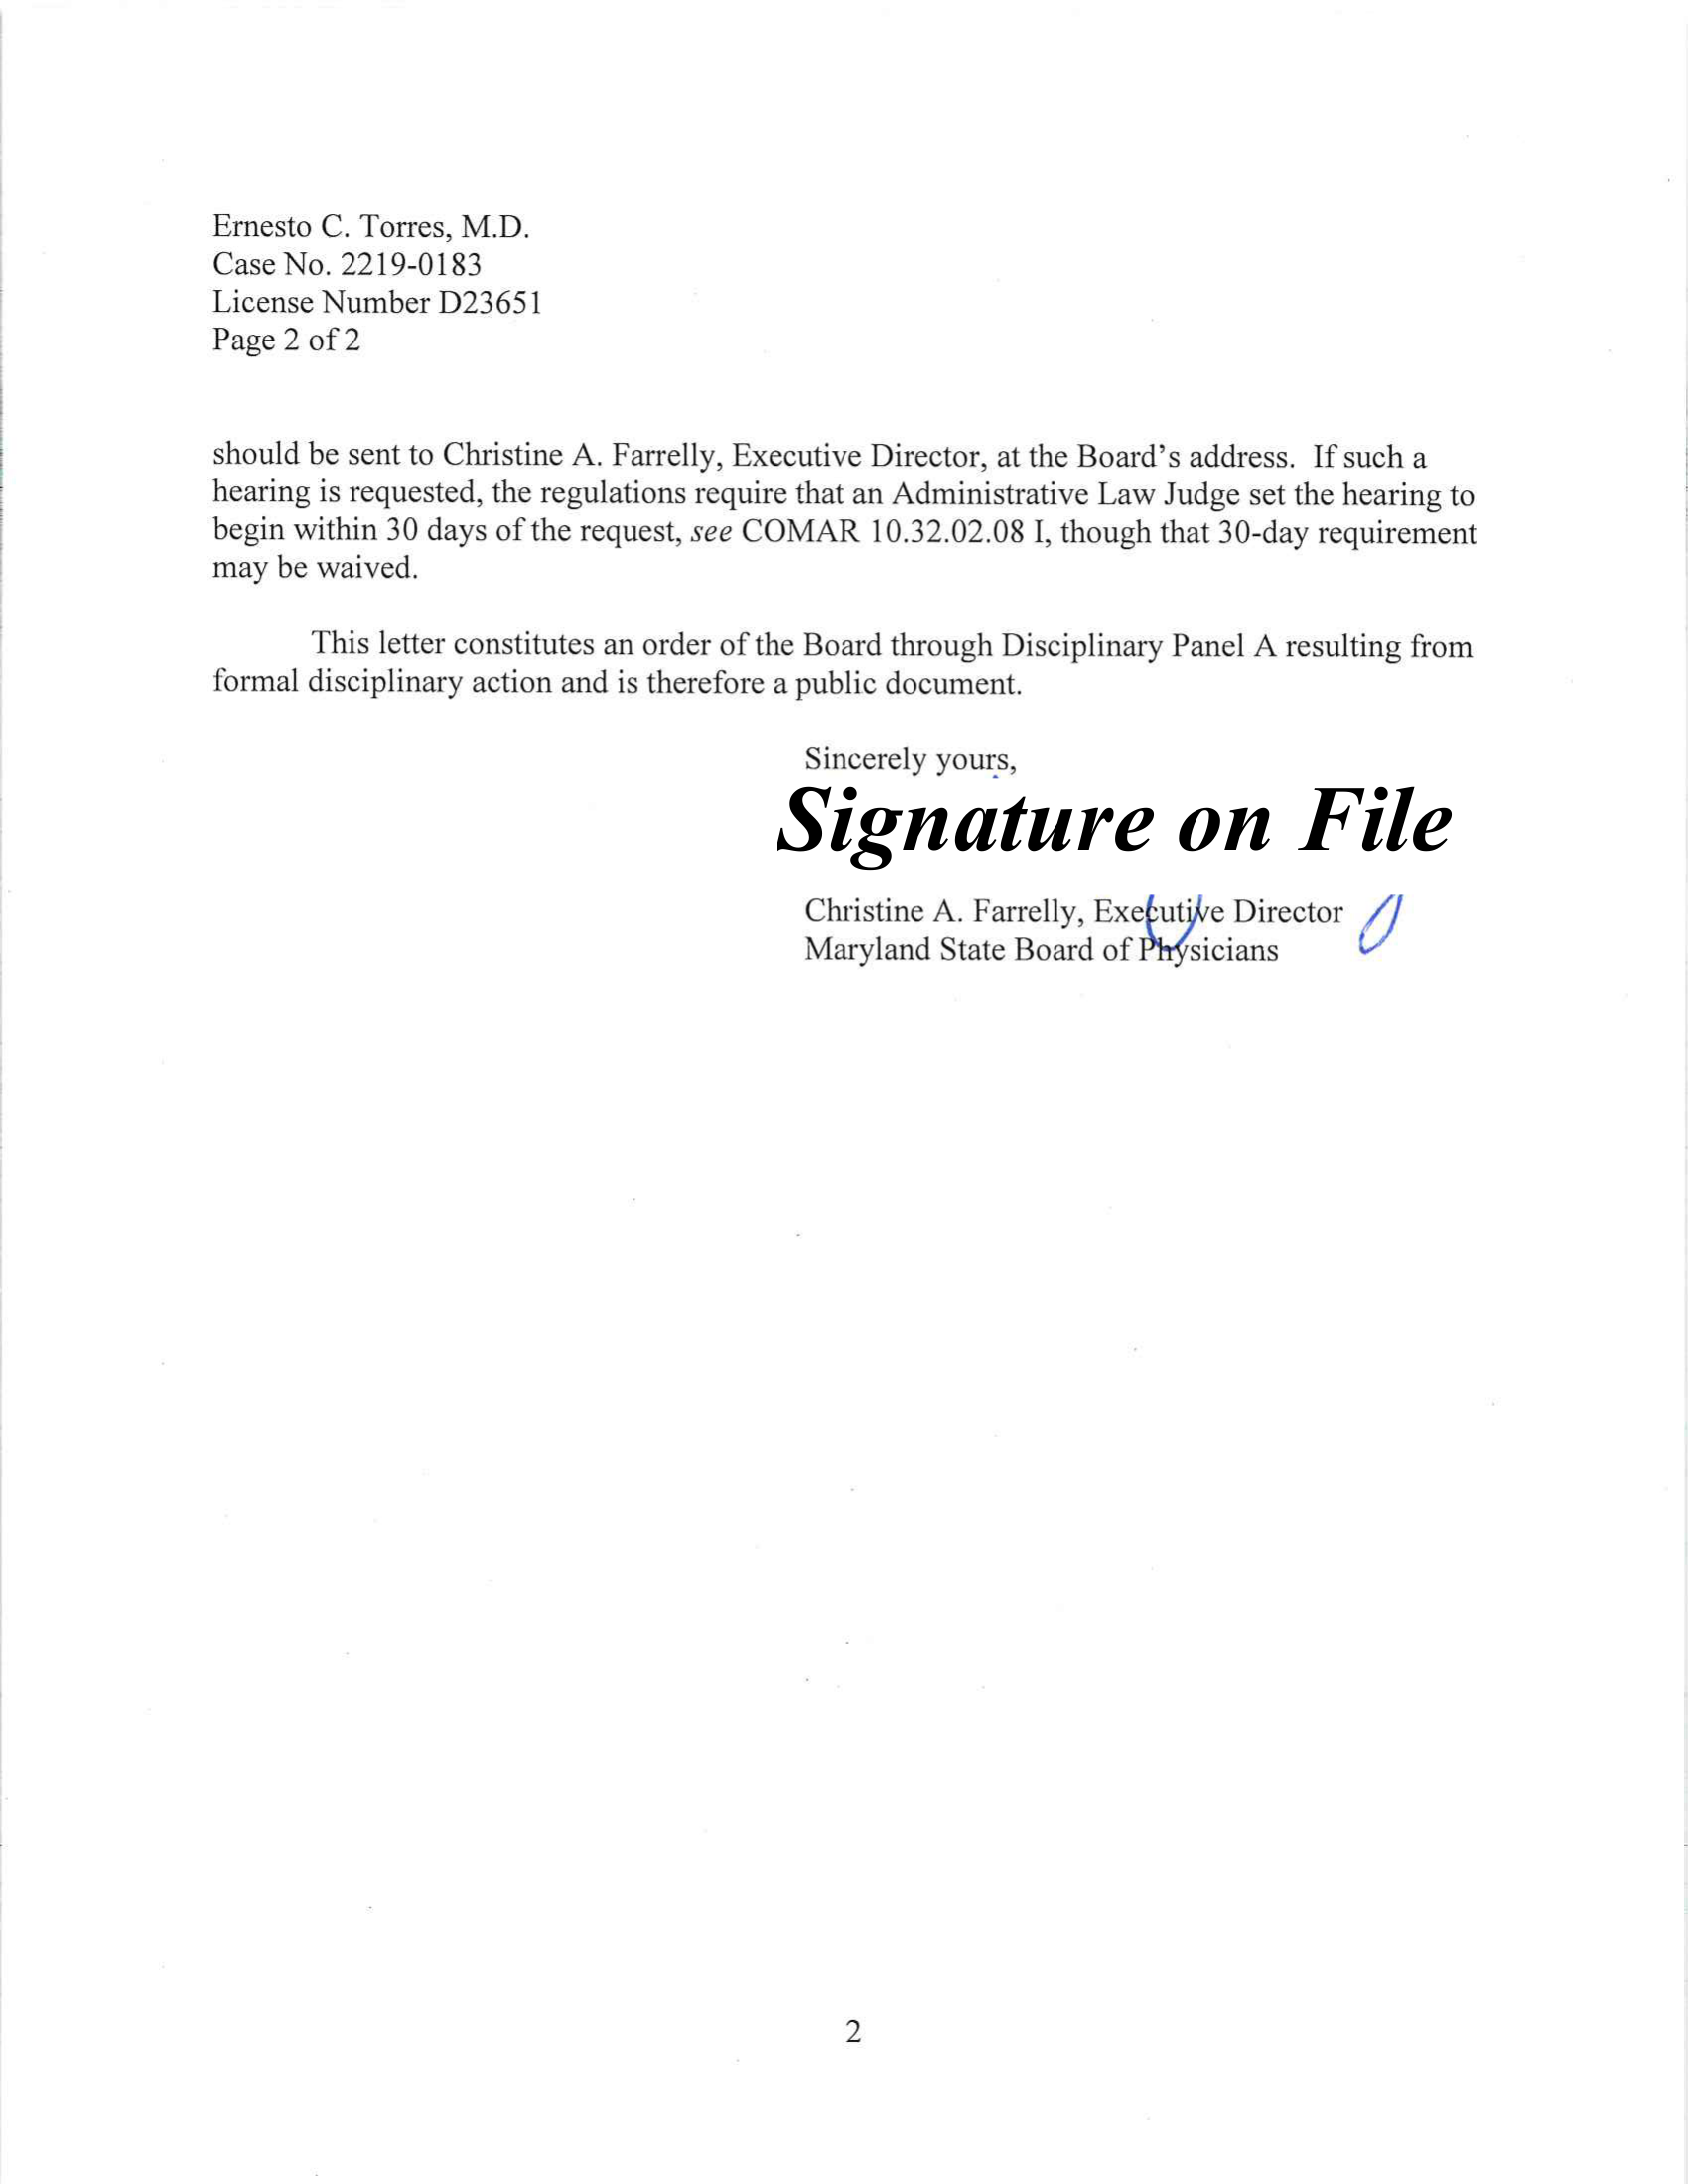 Ernesto C. Torres, M.D.
Case No. 2219-0183
License Number D23651
Page 2 of 2
should be sent to Christine A. Farrelly, Executive Director, at the Board's address. If such a
hearing is requested, the regulations require that an Administrative Law Judge set the hearing to
begin within 30 days of the request, see COMAR 10.32.02.08 I, though that 30-day requirement
may be waived.
This letter constitutes an order of the Board through Disciplinary Panel A resulting from
formal disciplinary action and is therefore a public document.
Sincerely yours,
Signature on File
Christine A. Farrelly, Executive Director
Maryland State Board of Physicians
2